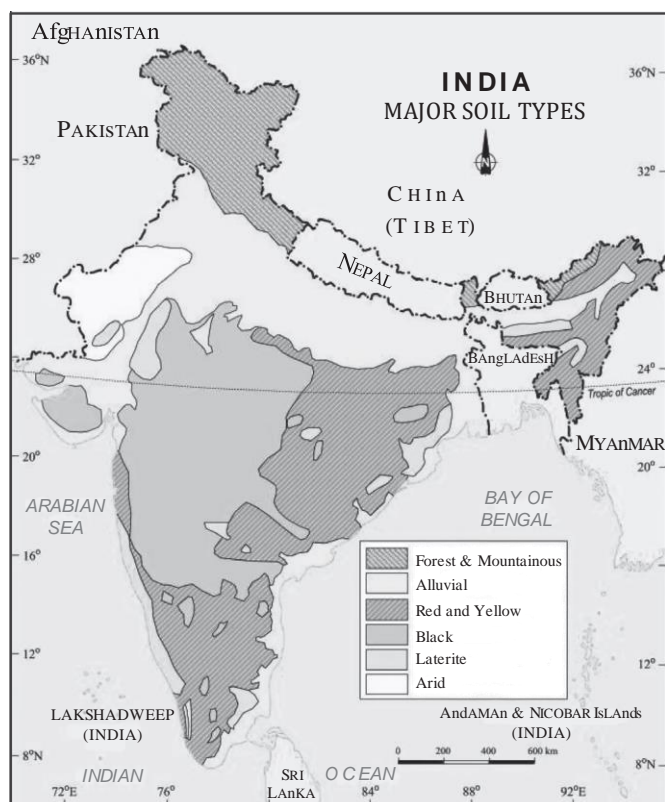 AfgHAnIsTAn
36°N
INDIA
MAJOR SOIL TYPES
36°N
PAKISTAn
N
32°
32°
CHInA
(TIBET)
28°
28°
NEPAL
BHUTAn
BAngLAdEsH
24°
24°
Tropic of Cancer
MYAnMAR
20°
20°
ARABIAN
SEA
BAY OF
BENGAL
16°
16°
Forest & Mountainous
Alluvial
Red and Yellow
Black
Laterite
Arid
12°
12°
LAKSHADWEEP
(INDIA)
AndAMAn & NICOBAR IsLAnds
(INDIA)
0 200 400 600 km
8°N
8°N
INDIAN
OCEAN
SRI
LAnKA
72°E
76°
84°
88°
92°E